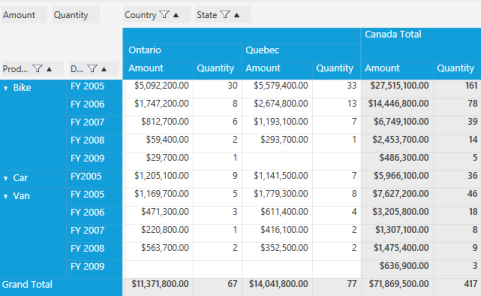 Amount Quantity Country State
Canada Total
Ontario Quebec
Prod... D... Amount Quantity Amount Quantity Amount Quantity
Bike FY 2005 $5,092,200.00 30 $5,579,400.00 33 $27,515,100.00 161
FY 2006 $1,747,200.00 8 $2,674,800.00 13 $14,446,800.00 78
FY 2007 $812,700.00 6 $1,193,100.00 7 $6,749,100.00 39
FY 2008 $59,400.00 2 $293,700.00 1 $2,453,700.00 14
FY 2009 $29,700.00 1 $486,300.00 5
Car FY2005 $1,205,100.00 9 $1,141,500.00 7 $5,966,100.00 36
Van FY 2005 $1,169,700.00 5 $1,779,300.00 8 $7,627,200.00 46
FY 2006 $471,300.00 3 $611,400.00 4 $3,205,800.00 18
FY 2007 $220,800.00 1 $416,100.00 2 $1,307,100.00 8
FY 2008 $563,700.00 2 $352,500.00 2 $1,475,400.00 9
FY 2009 $636,900.00 3
Grand Total $11,371,800.00 67 $14,041,800.00 77 $71,869,500.00 417